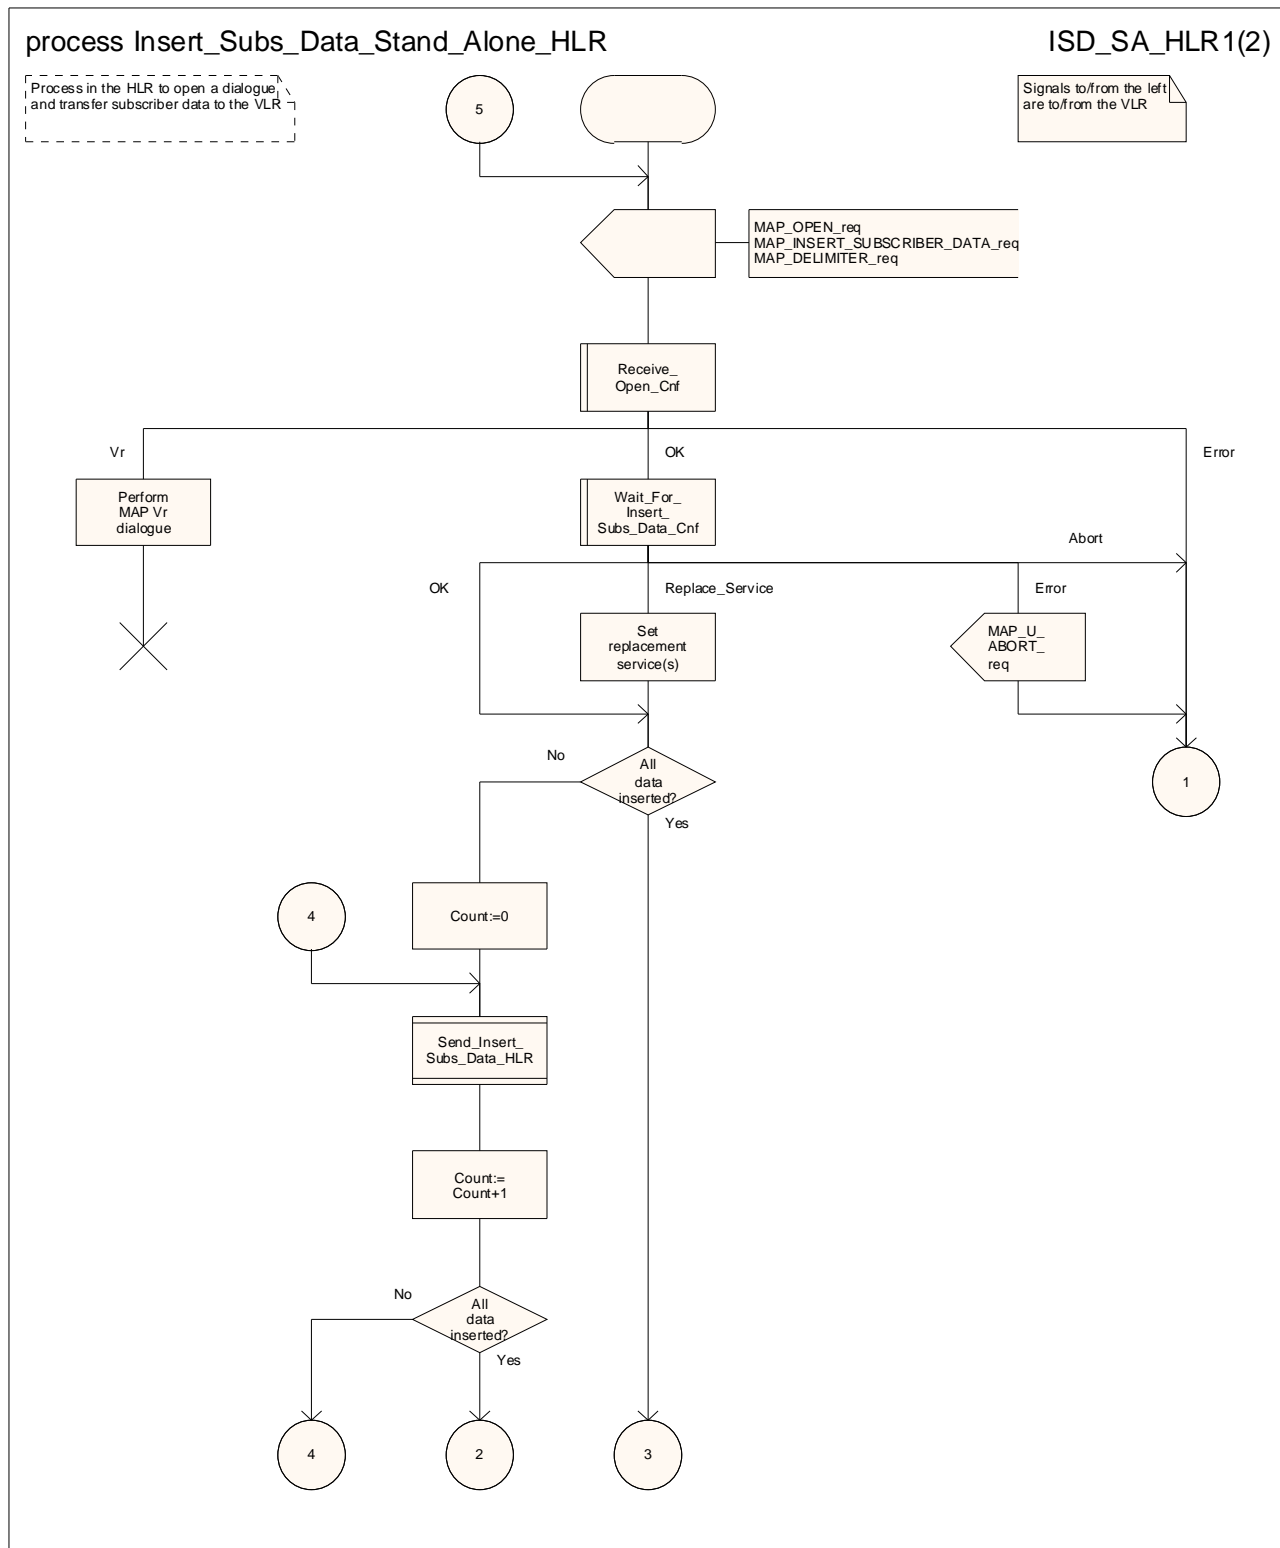 process Insert_Subs_Data_Stand_Alone_HLR
ISD_SA_HLR1(2)
Process in the HLR to open a dialogue
and transfer subscriber data to the VLR
5
Signals to/from the left
are to/from the VLR
MAP_OPEN_req
MAP_INSERT_SUBSCRIBER_DATA_req
MAP_DELIMITER_req
Receive_
Open_Cnf
Vr
OK
Error
Perform
MAP Vr
dialogue
Wait_For_
Insert_
Subs_Data_Cnf
Abort
OK
Replace_Service
Error
Set
replacement
service(s)
MAP_U_
ABORT_
req
No
All
data
inserted?
Yes
1
4
Count:=0
Send_Insert_
Subs_Data_HLR
Count:=
Count+1
No
All
data
inserted?
Yes
4
2
3